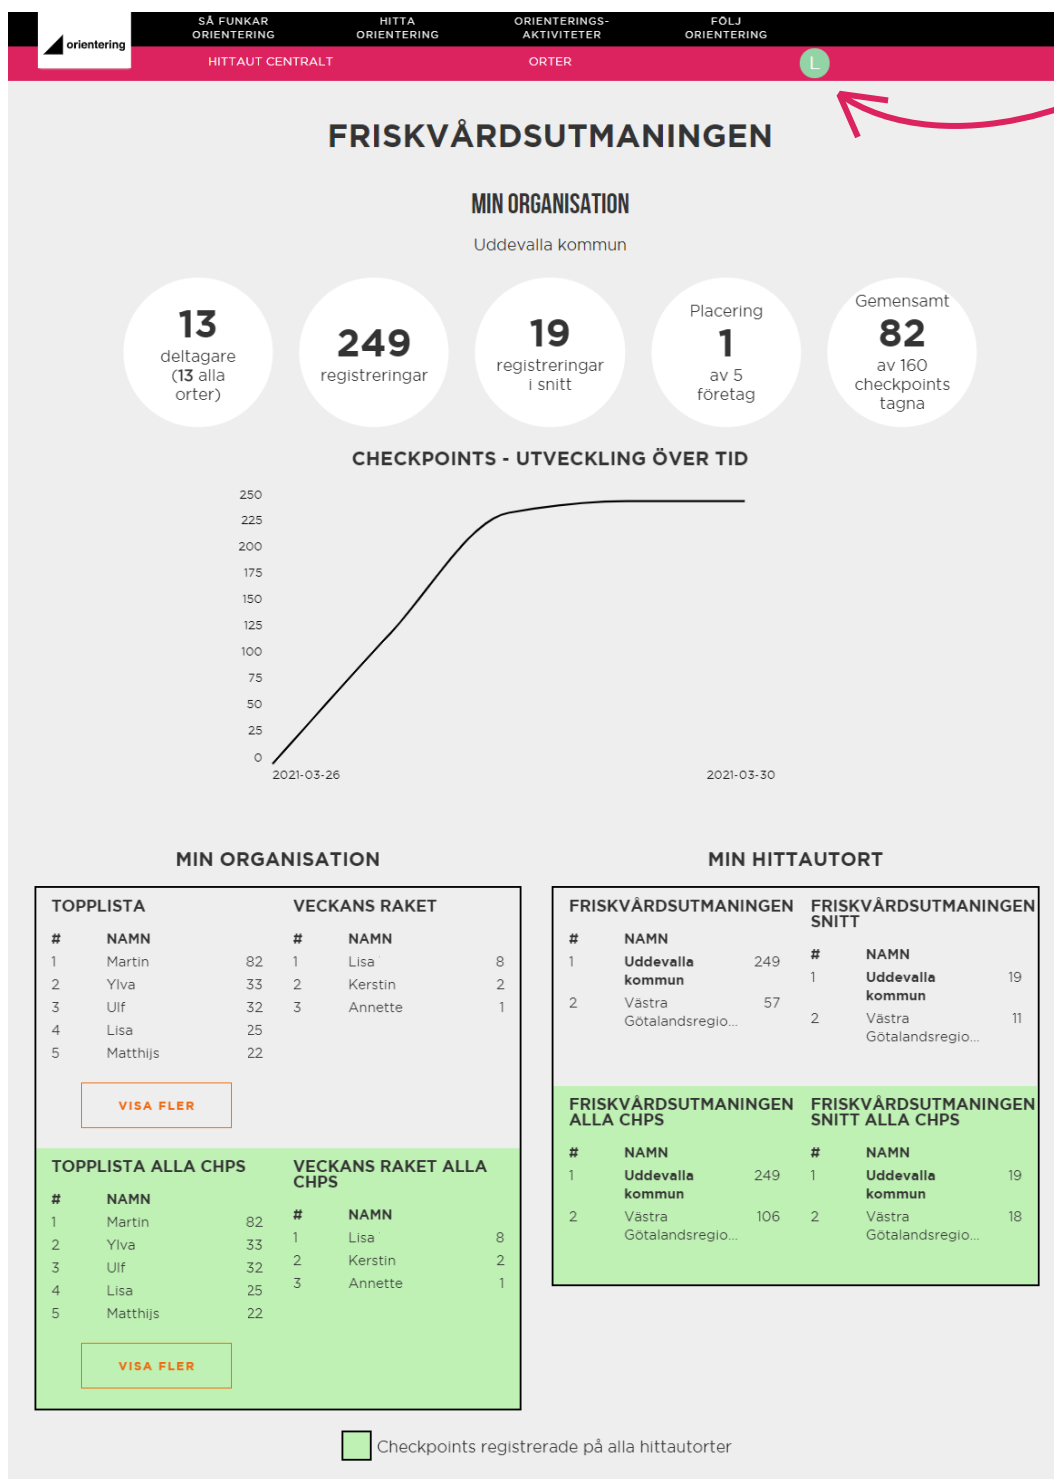 orientering
SÅ FUNKAR
ORIENTERING
HITTA
ORIENTERING
ORIENTERINGS-
AKTIVITETER
FÖLJ
ORIENTERING
HITTAUT CENTRALT
ORTER
L
FRISKVÅRDSUTMANINGEN
MIN ORGANISATION
Uddevalla kommun
13
deltagare
(13 alla
orter)
249
registreringar
19
registreringar
i snitt
Placering
1
av 5
företag
Gemensamt
82
av 160
checkpoints
tagna
CHECKPOINTS - UTVECKLING ÖVER TID
250
225
200
175
150
125
100
75
50
25
0
2021-03-26
2021-03-30
MIN ORGANISATION
TOPPLISTA
# NAMN
1 Martin 82
2 Ylva 33
3 Ulf 32
4 Lisa 25
5 Matthijs 22
VISA FLER
VECKANS RAKET
# NAMN
1 Lisa 8
2 Kerstin 2
3 Annette 1
TOPPLISTA ALLA CHPS
# NAMN
1 Martin 82
2 Ylva 33
3 Ulf 32
4 Lisa 25
5 Matthijs 22
VISA FLER
VECKANS RAKET ALLA
CHPS
# NAMN
1 Lisa 8
2 Kerstin 2
3 Annette 1
MIN HITTAUTORT
FRISKVÅRDSUTMANINGEN
# NAMN
1 Uddevalla 249
kommun
2 Västra 57
Götalandsregio...
FRISKVÅRDSUTMANINGEN
SNITT
# NAMN
1 Uddevalla 19
kommun
2 Västra 11
Götalandsregio...
FRISKVÅRDSUTMANINGEN
ALLA CHPS
# NAMN
1 Uddevalla 249
kommun
2 Västra 106
Götalandsregio...
FRISKVÅRDSUTMANINGEN
SNITT ALLA CHPS
# NAMN
1 Uddevalla 19
kommun
2 Västra 18
Götalandsregio...
Checkpoints registrerade på alla hittautorter